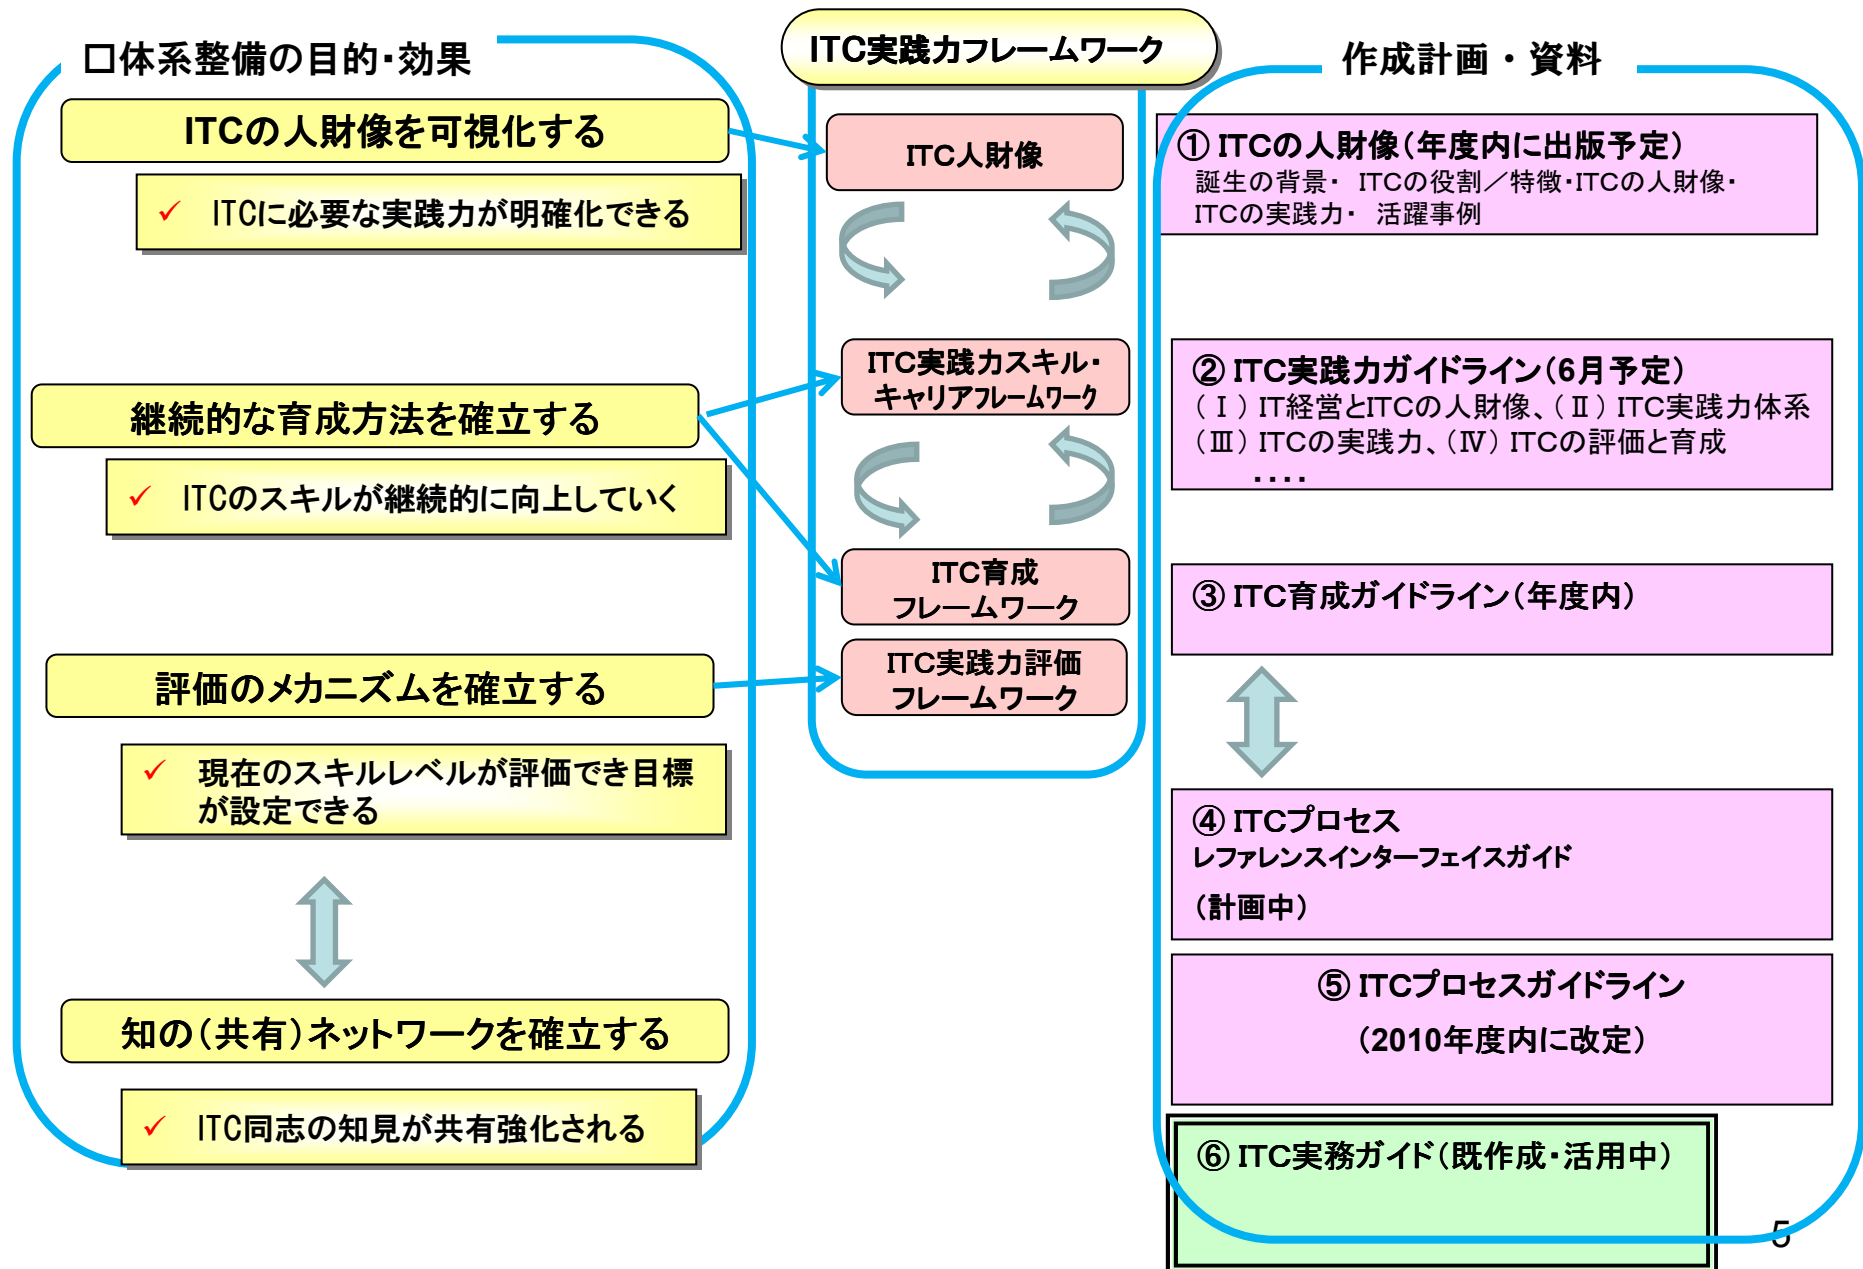 口体系整備の目的・効果
ITCの人財像を可視化する
✓ ITCに必要な実践力が明確化できる
継続的な育成方法を確立する
✓ ITCのスキルが継続的に向上していく
評価のメカニズムを確立する
✓ 現在のスキルレベルが評価でき目標
が設定できる
知の（共有）ネットワークを確立する
✓ ITC同志の知見が共有強化される
ITC実践力フレームワーク
ITC人財像
ITC実践力スキル・
キャリアフレームワーク
ITC育成
フレームワーク
ITC実践力評価
フレームワーク
作成計画・資料
① ITCの人財像（年度内に出版予定）
誕生の背景・ ITCの役割／特徴・ITCの人財像・
ITCの実践力・ 活躍事例
② ITC実践力ガイドライン（6月予定）
（Ⅰ）IT経営とITCの人財像、（Ⅱ）ITC実践力体系
（Ⅲ）ITCの実践力、（Ⅳ）ITCの評価と育成
・・・・
③ ITC育成ガイドライン（年度内）
④ ITCプロセス
レファレンスインターフェイスガイド
（計画中）
⑤ ITCプロセスガイドライン
（2010年度内に改定）
⑥ ITC実務ガイド（既作成・活用中）
5